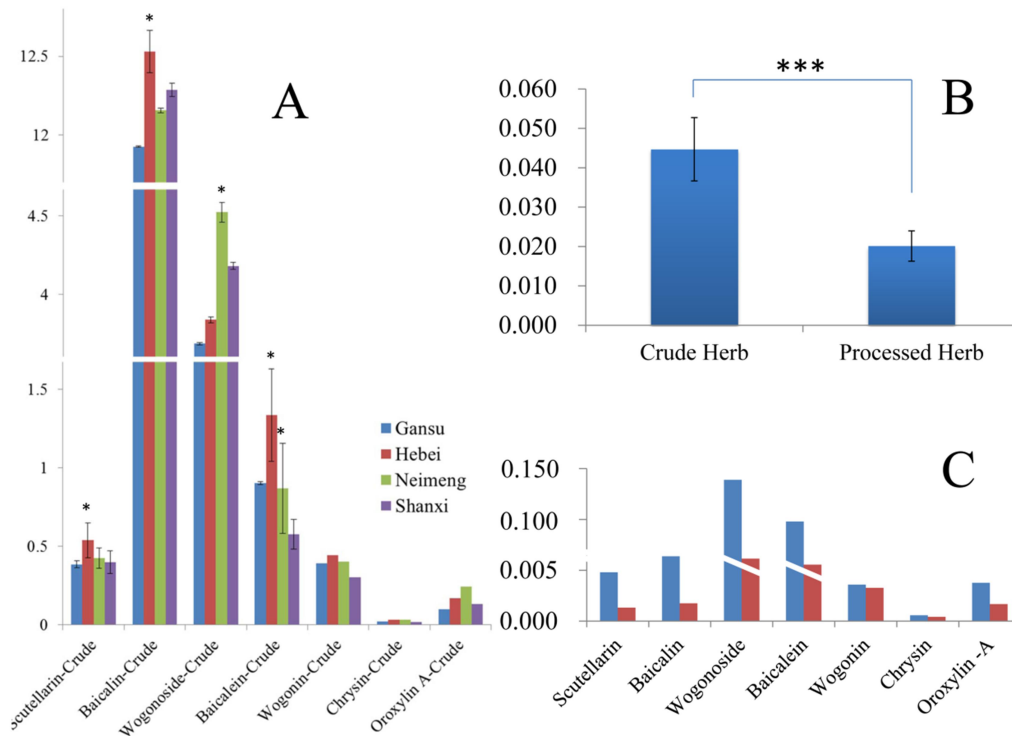 A
12.5
12
4.5
4
1.5
1
0.5
0
*
*
*
*
*
Gansu
Hebei
Neimeng
Shanxi
Scutellarin-Crude
Baicalin-Crude
Wogonoside-Crude
Baicalein-Crude
Wogonin-Crude
Chrysin-Crude
Oroxylin A-Crude
B
***
0.060
0.050
0.040
0.030
0.020
0.010
0.000
Crude Herb
Processed Herb
C
0.150
0.100
0.005
0.000
Scutellarin
Baicalin
Wogonoside
Baicalein
Wogonin
Chrysin
Oroxylin -A